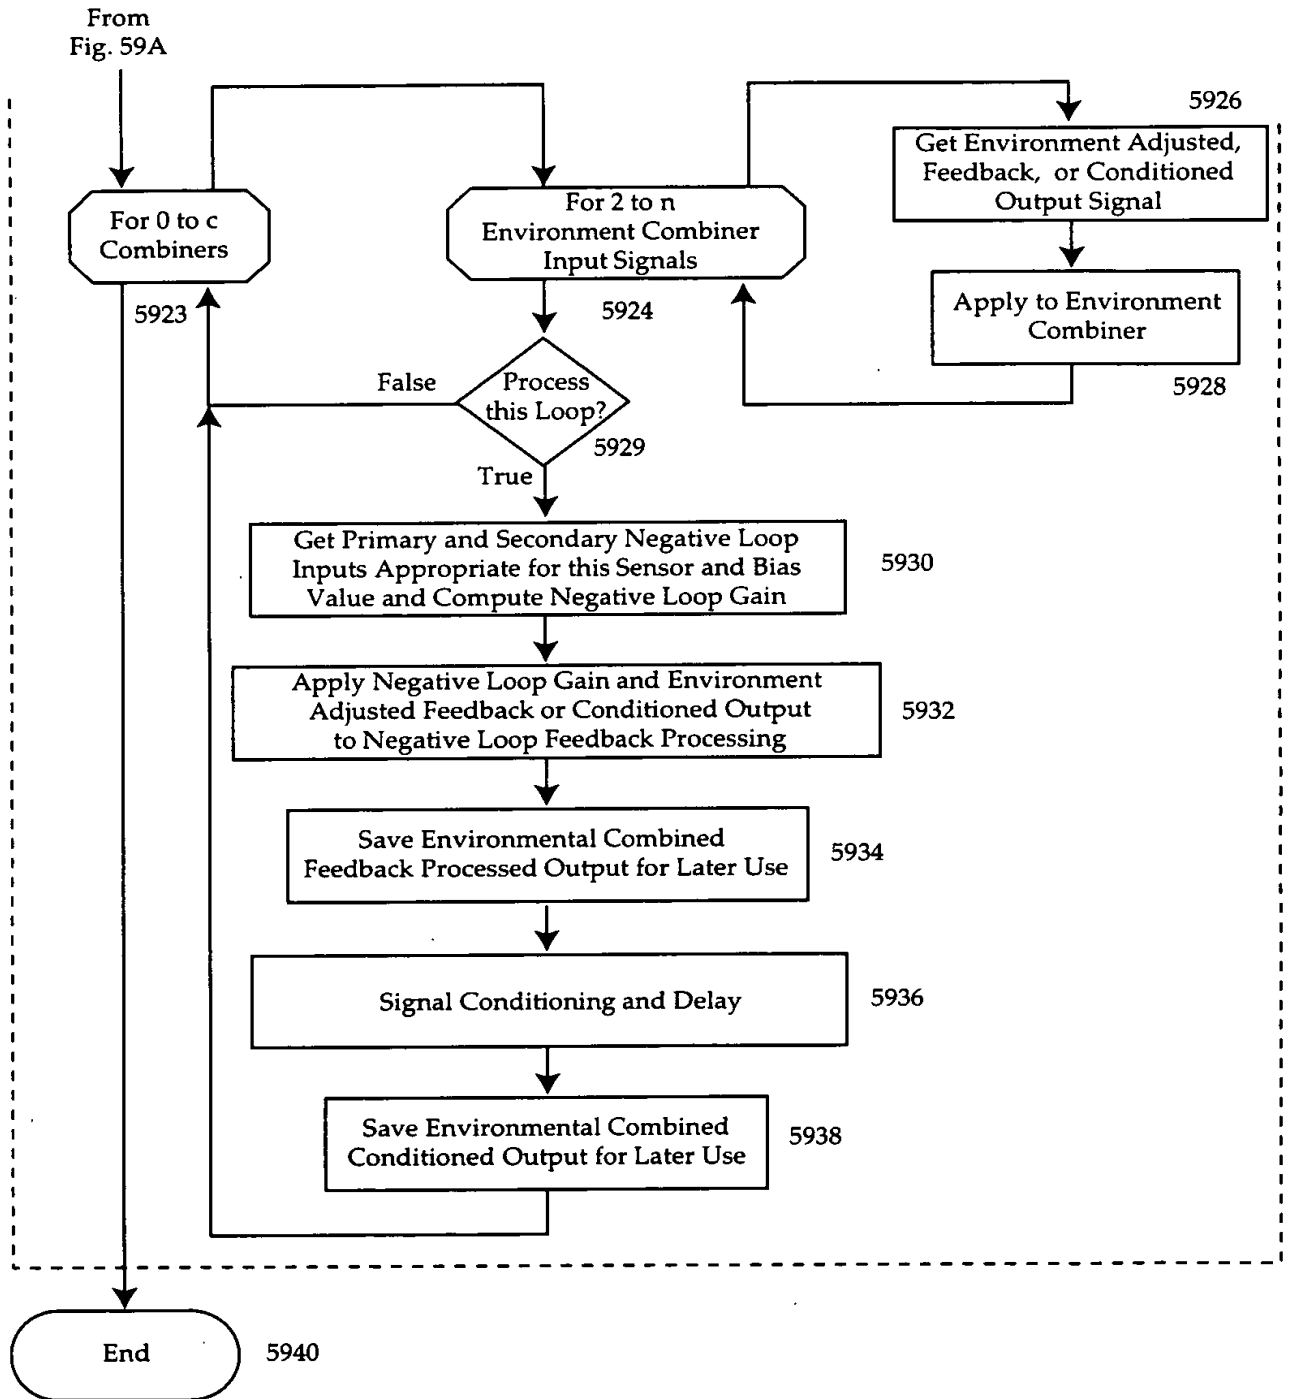 From
Fig. 59A
5926
Get Environment Adjusted,
Feedback, or Conditioned
Output Signal
For 0 to c
Combiners
For 2 to n
Environment Combiner
Input Signals
5923
5924
Apply to Environment
Combiner
5928
False
Process
this Loop?
5929
True
Get Primary and Secondary Negative Loop
Inputs Appropriate for this Sensor and Bias
Value and Compute Negative Loop Gain
5930
Apply Negative Loop Gain and Environment
Adjusted Feedback or Conditioned Output
to Negative Loop Feedback Processing
5932
Save Environmental Combined
Feedback Processed Output for Later Use
5934
Signal Conditioning and Delay
5936
Save Environmental Combined
Conditioned Output for Later Use
5938
End
5940